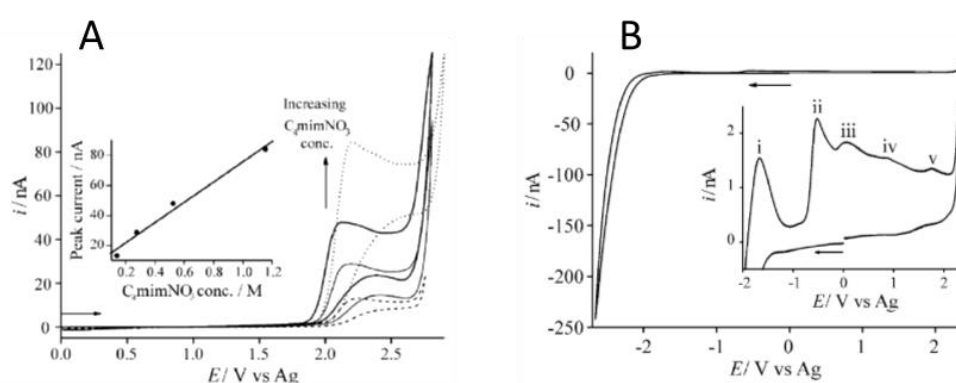 A
120
100
80
60
40
20
0
i/nA
0.0 0.5 1.0 1.5 2.0 2.5
E/ V vs Ag
Increasing
C4mimNO3
conc.
Peak current / nA
80
60
40
20
0.2 0.4 0.6 0.8 1.0 1.2
C4mimNO3 conc. / M
B
0
-50
-100
-150
-200
-250
i/nA
-2 -1 0 1 2
E/ V vs Ag
i ii iii iv v
2
1
0
i/nA
-2 -1 0 1 2
E/ V vs Ag